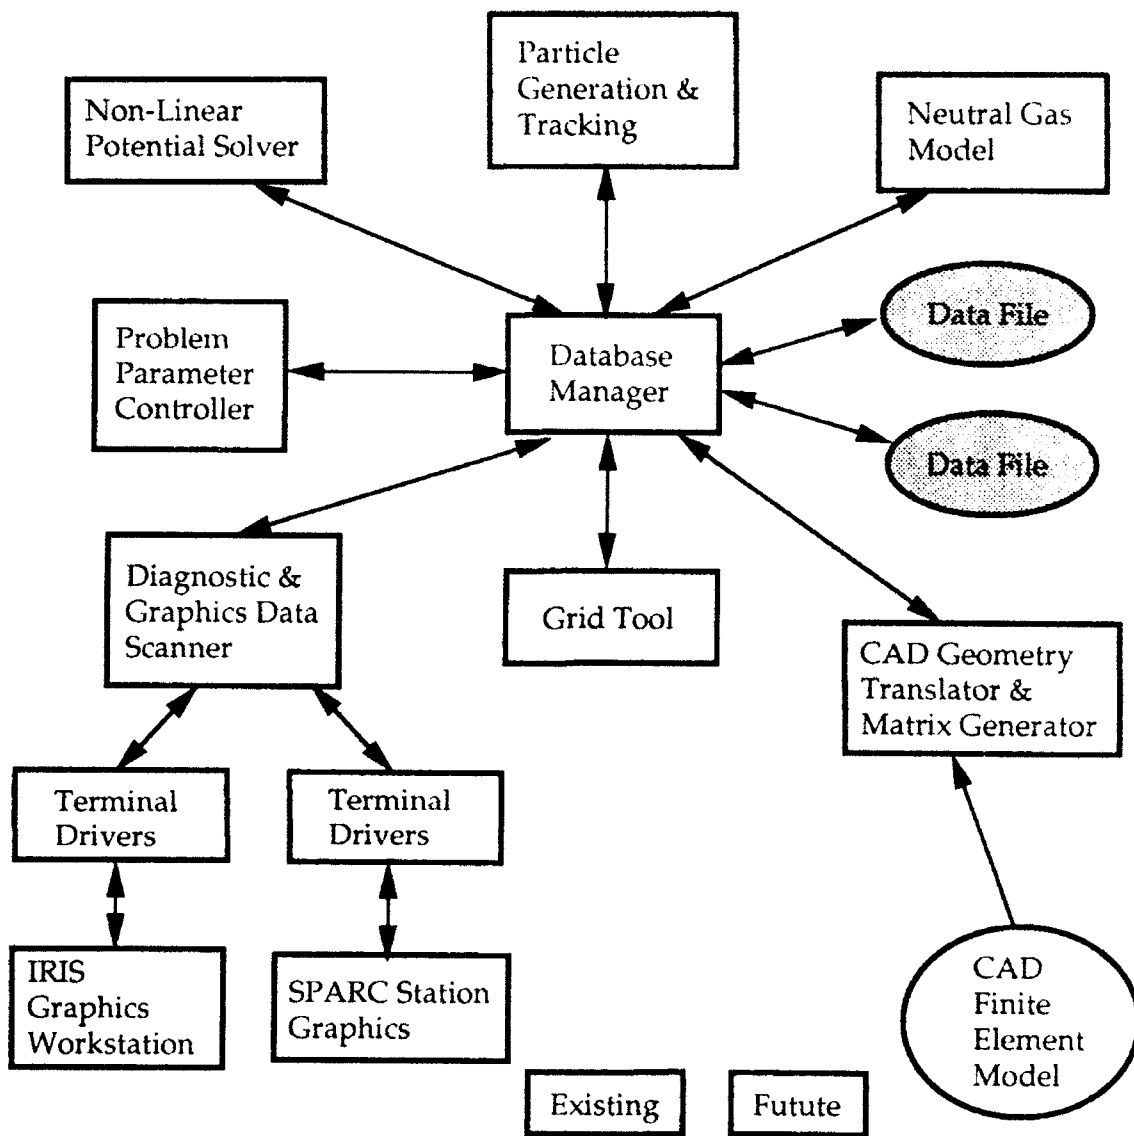 Particle
Generation &
Tracking
Non-Linear
Potential Solver
Neutral Gas
Model
Data File
Problem
Parameter
Controller
Database
Manager
Data File
Diagnostic &
Graphics Data
Scanner
Grid Tool
CAD Geometry
Translator &
Matrix Generator
Terminal
Drivers
Terminal
Drivers
IRIS
Graphics
Workstation
SPARC Station
Graphics
CAD
Finite
Element
Model
Existing
Futute